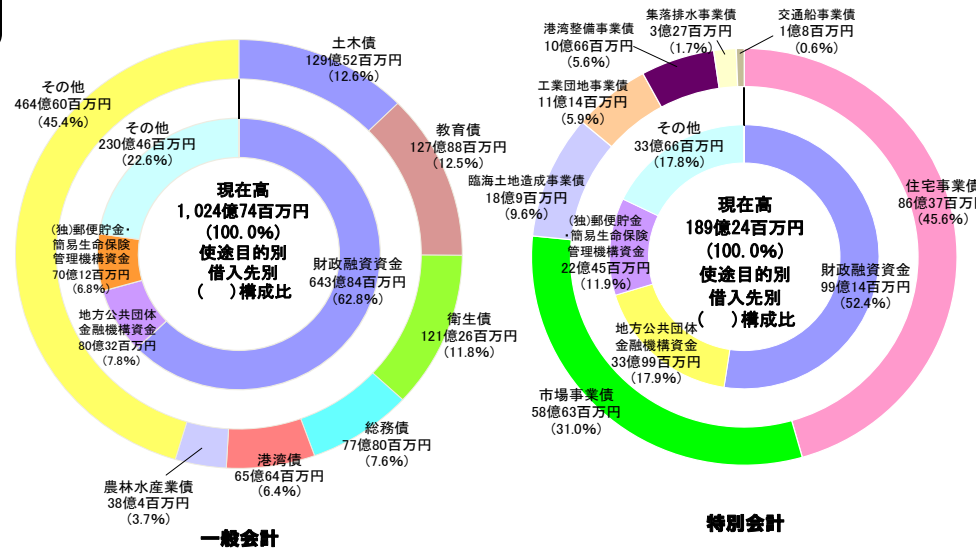 土木債
129億52百万円
(12.6%)
教育債
127億88百万円
(12.5%)
衛生債
121億26百万円
(11.8%)
総務債
77億80百万円
(7.6%)
港湾債
65億64百万円
(6.4%)
農林水産業債
38億4百万円
(3.7%)
その他
464億60百万円
(45.4%)
その他
230億46百万円
(22.6%)
(独)郵便貯金・
簡易生命保険
管理機構資金
70億12百万円
(6.8%)
地方公共団体
金融機構資金
80億32百万円
(7.8%)
財政融資資金
643億84百万円
(62.8%)
現在高
1,024億74百万円
(100.0%)
使途目的別
借入先別
(　)構成比
一般会計
住宅事業債
86億37百万円
(45.6%)
市場事業債
58億63百万円
(31.0%)
臨海土地造成事業債
18億9百万円
(9.6%)
工業団地事業債
11億14百万円
(5.9%)
港湾整備事業債
10億66百万円
(5.6%)
集落排水事業債
3億27百万円
(1.7%)
交通船事業債
1億8百万円
(0.6%)
その他
33億66百万円
(17.8%)
(独)郵便貯金
・簡易生命保険
管理機構資金
22億45百万円
(11.9%)
地方公共団体
金融機構資金
33億99百万円
(17.9%)
財政融資資金
99億14百万円
(52.4%)
現在高
189億24百万円
(100.0%)
使途目的別
借入先別
(　)構成比
特別会計